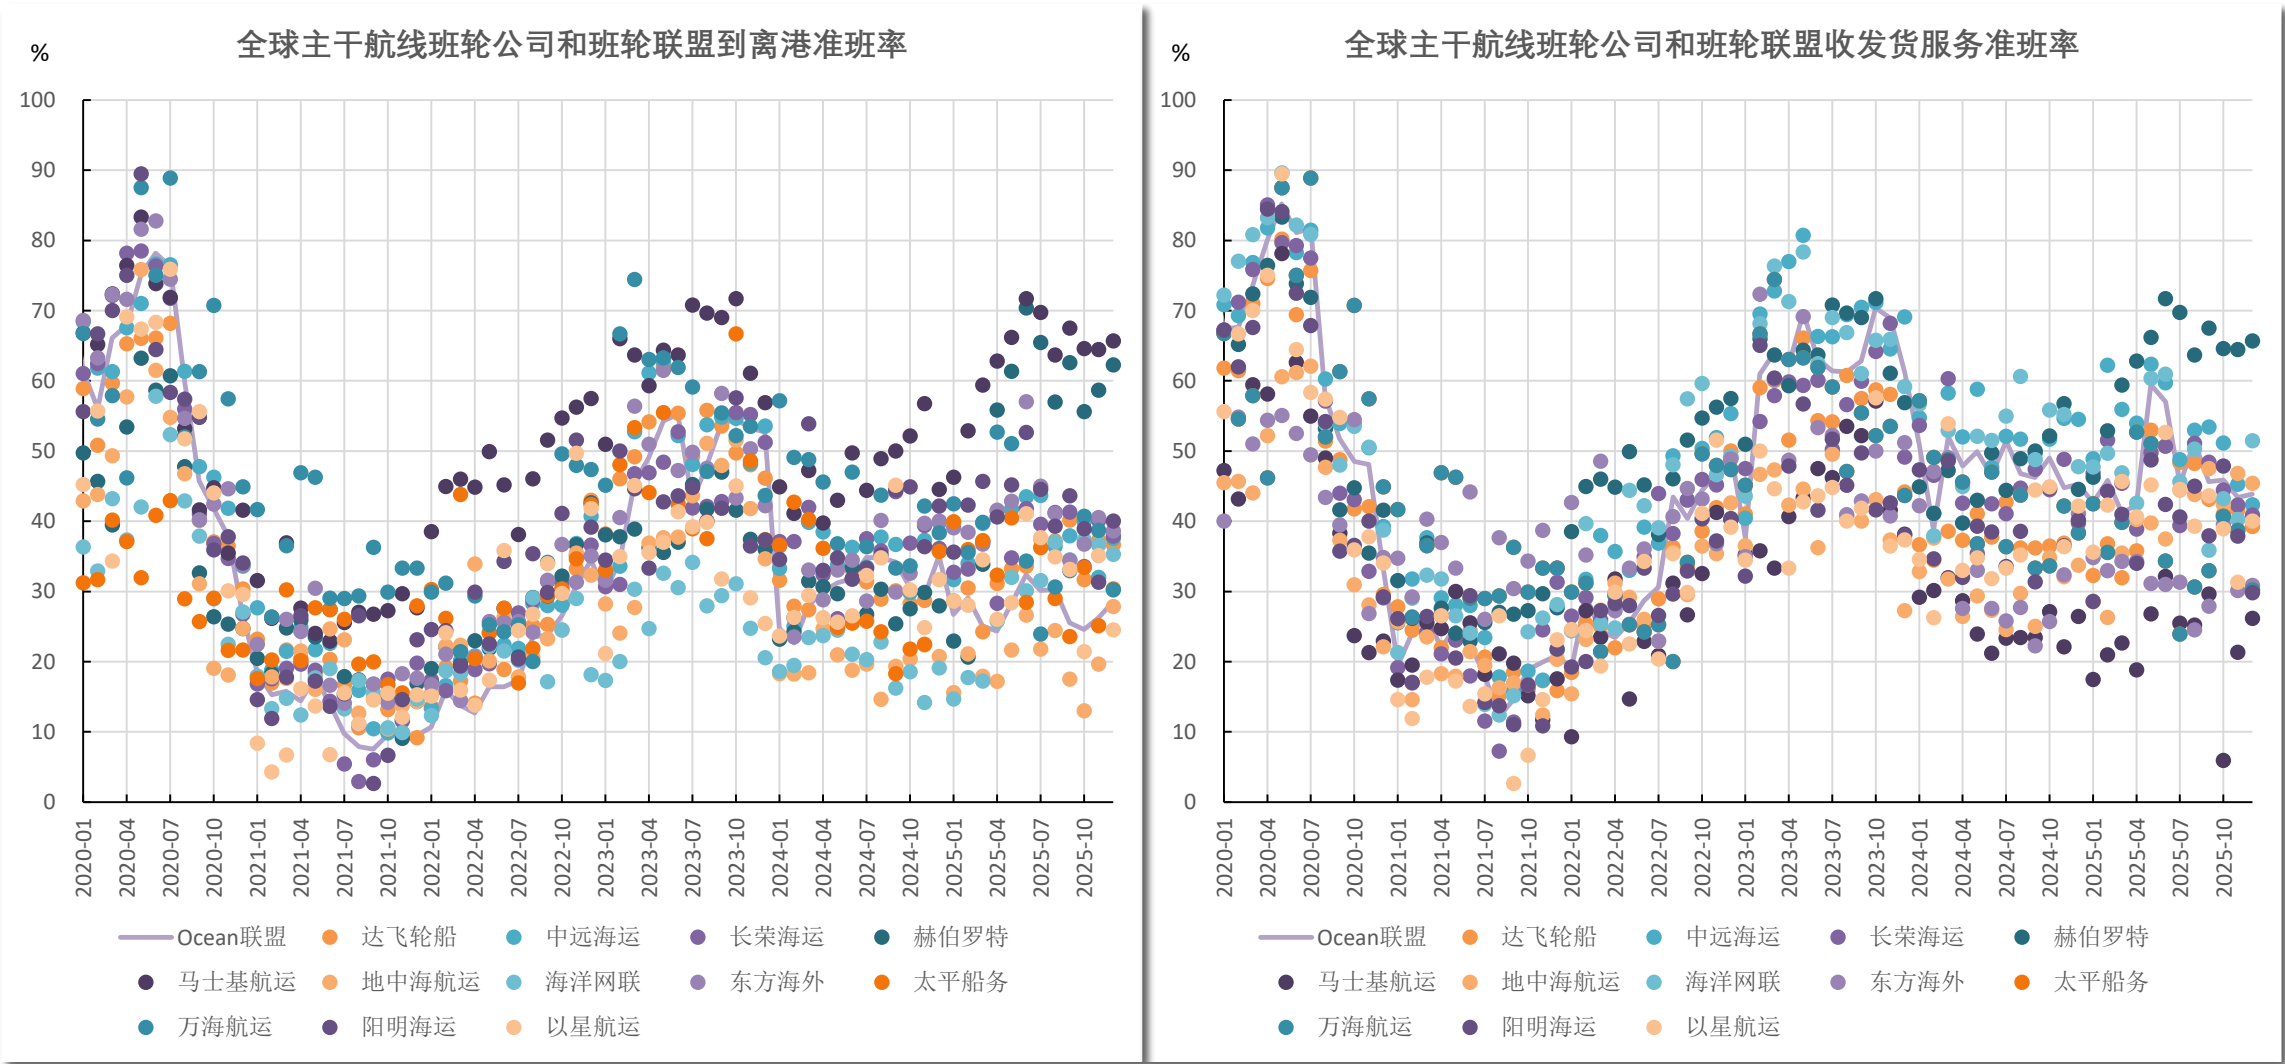 全球主干航线班轮公司和班轮联盟到离港准班率
%
100
90
80
70
60
50
40
30
20
10
0
2020-01 2020-04 2020-07 2020-10 2021-01 2021-04 2021-07 2021-10 2022-01 2022-04 2022-07 2022-10 2023-01 2023-04 2023-07 2023-10 2024-01 2024-04 2024-07 2024-10 2025-01 2025-04 2025-07 2025-10
Ocean联盟 达飞轮船 中远海运 长荣海运 赫伯罗特
马士基航运 地中海航运 海洋网联 东方海外 太平船务
万海航运 阳明海运 以星航运
全球主干航线班轮公司和班轮联盟收发货服务准班率
%
100
90
80
70
60
50
40
30
20
10
0
2020-01 2020-04 2020-07 2020-10 2021-01 2021-04 2021-07 2021-10 2022-01 2022-04 2022-07 2022-10 2023-01 2023-04 2023-07 2023-10 2024-01 2024-04 2024-07 2024-10 2025-01 2025-04 2025-07 2025-10
Ocean联盟 达飞轮船 中远海运 长荣海运 赫伯罗特
马士基航运 地中海航运 海洋网联 东方海外 太平船务
万海航运 阳明海运 以星航运